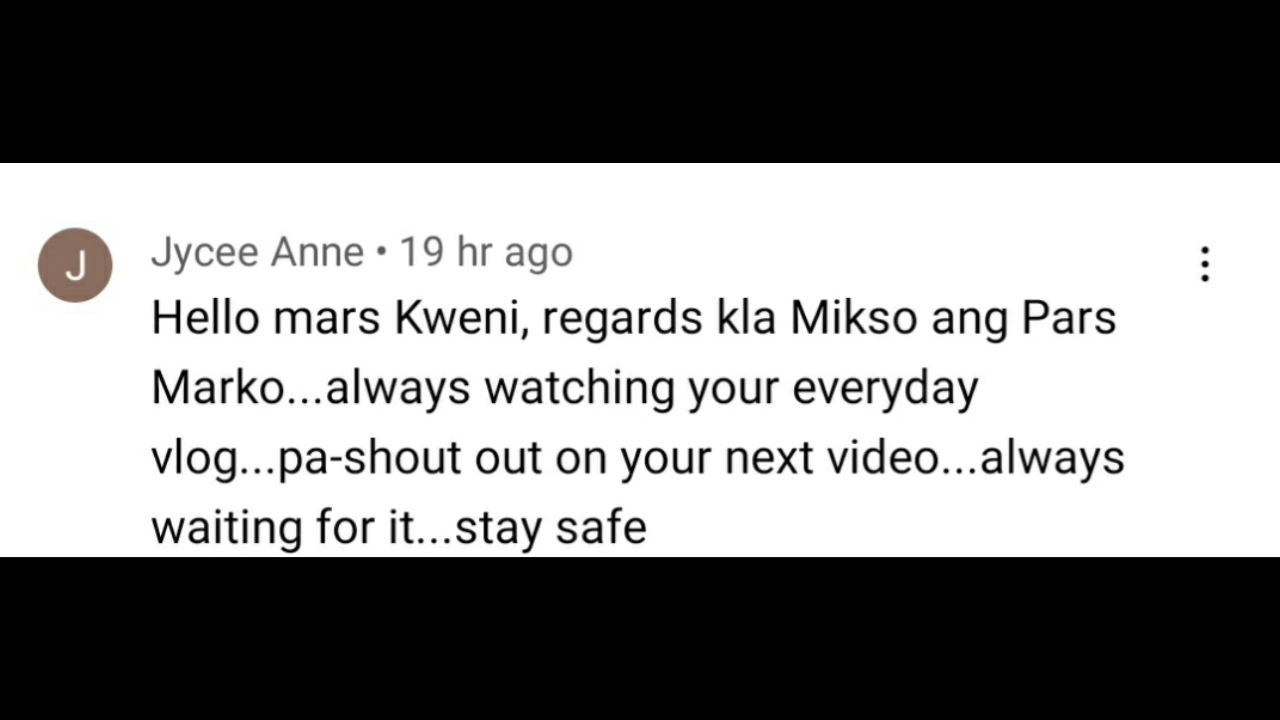 J
Jycee Anne • 19 hr ago
Hello mars Kweni, regards kla Mikso ang Pars
Marko...always watching your everyday
vlog...pa-shout out on your next video...always
waiting for it...stay safe